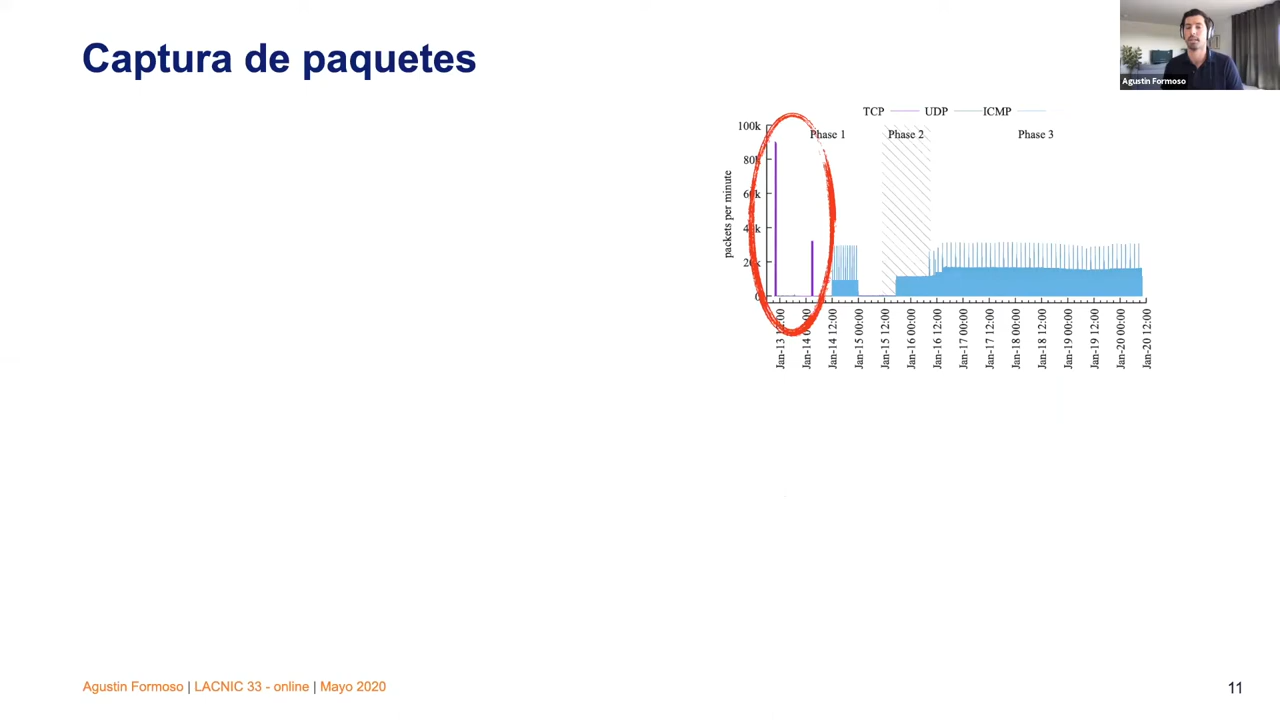 Captura de paquetes
Agustin Formoso
TCP UDP ICMP
Phase 1 Phase 2 Phase 3
packets per minute
100k
80k
60k
40k
20k
0
Jan-13 12:00
Jan-14 00:00
Jan-14 12:00
Jan-15 00:00
Jan-15 12:00
Jan-16 00:00
Jan-16 12:00
Jan-17 00:00
Jan-17 12:00
Jan-18 00:00
Jan-18 12:00
Jan-19 00:00
Jan-19 12:00
Jan-20 00:00
Jan-20 12:00
Agustin Formoso | LACNIC 33 - online | Mayo 2020
11